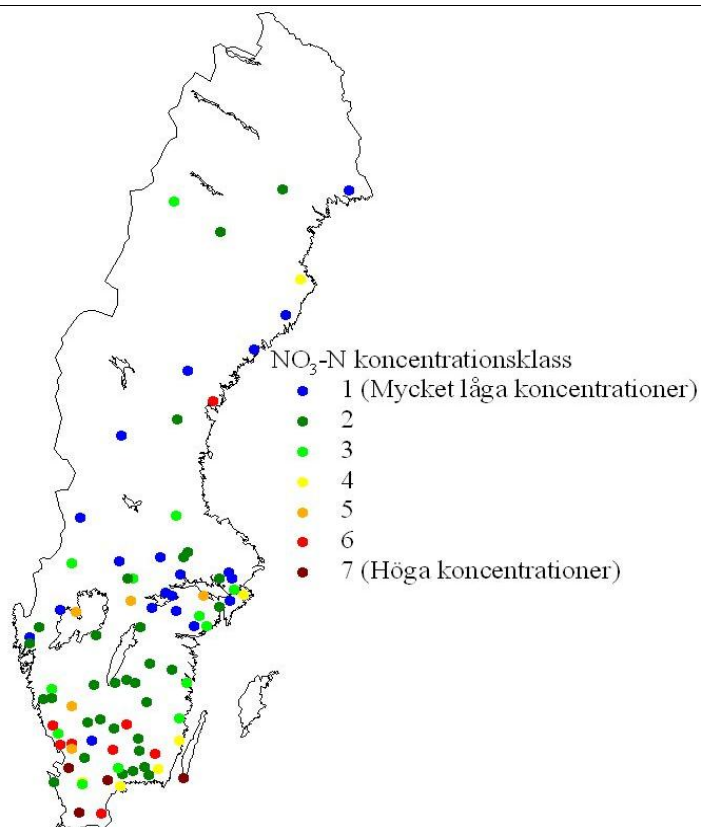 NO₃-N koncentrationsklass
1 (Mycket låga koncentrationer)
2
3
4
5
6
7 (Höga koncentrationer)